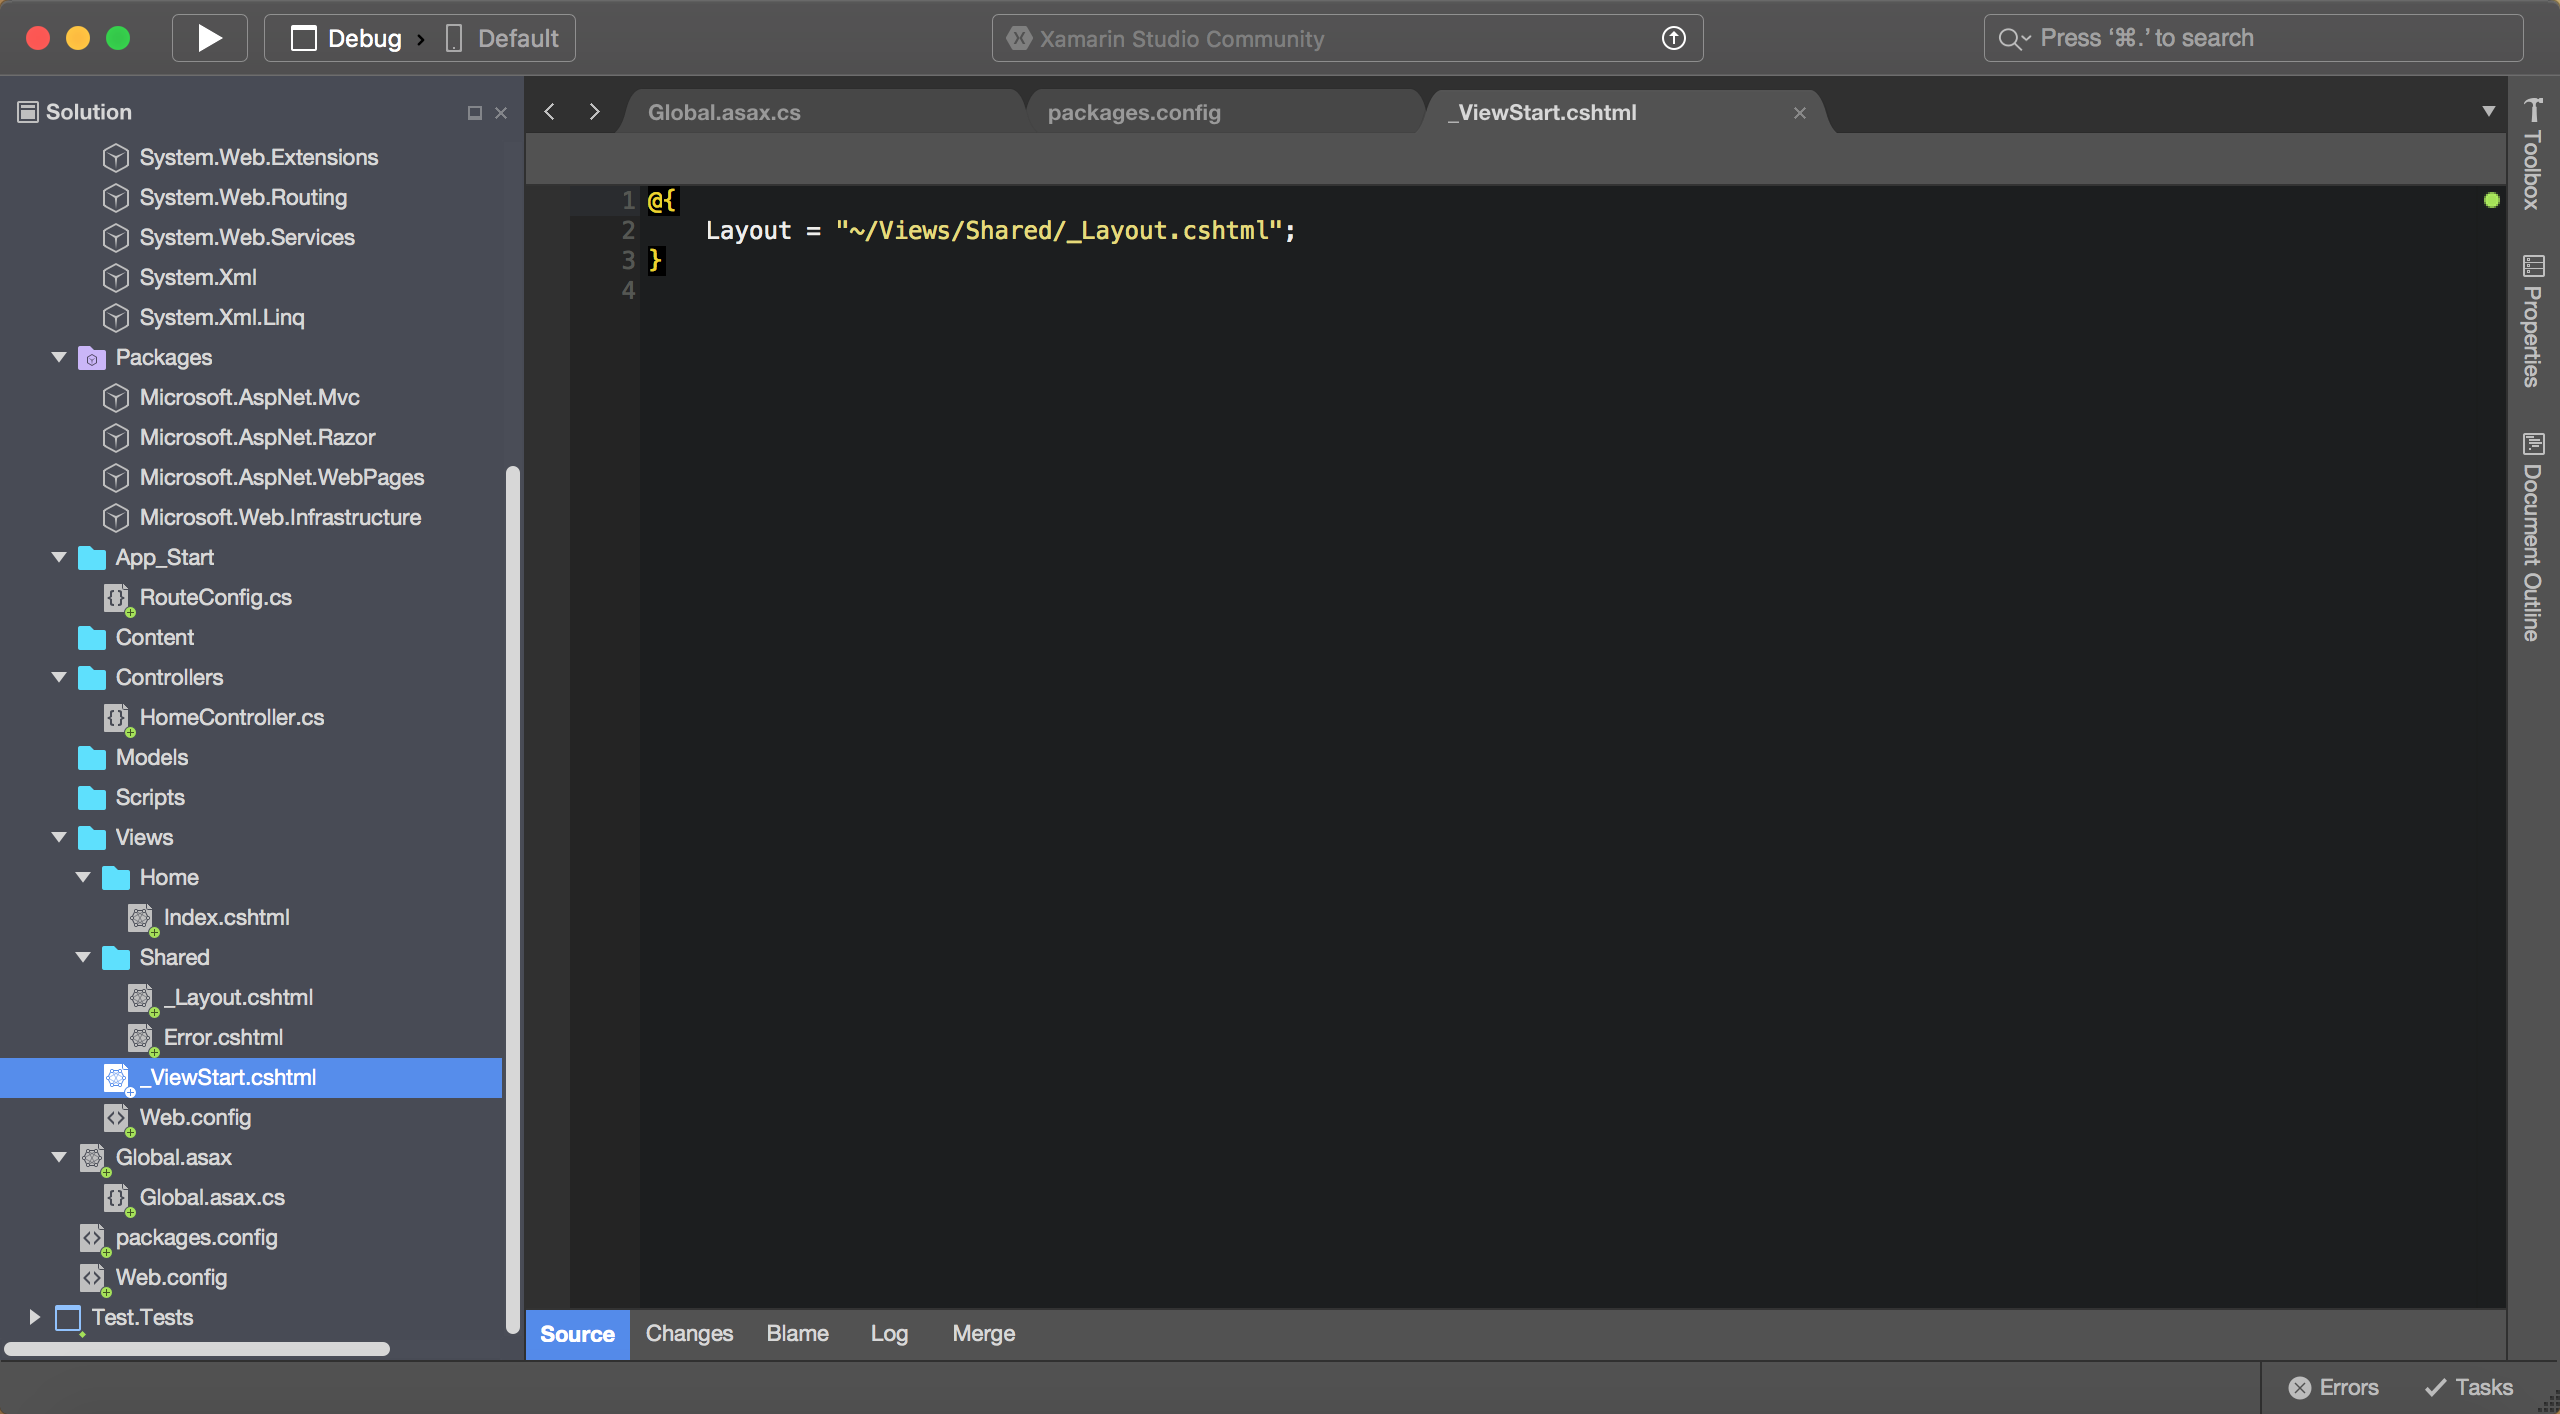 Debug › Default
Xamarin Studio Community
Press ‘⌘.’ to search
Solution
System.Web.Extensions
System.Web.Routing
System.Web.Services
System.Xml
System.Xml.Linq
Packages
Microsoft.AspNet.Mvc
Microsoft.AspNet.Razor
Microsoft.AspNet.WebPages
Microsoft.Web.Infrastructure
App_Start
RouteConfig.cs
Content
Controllers
HomeController.cs
Models
Scripts
Views
Home
Index.cshtml
Shared
_Layout.cshtml
Error.cshtml
_ViewStart.cshtml
Web.config
Global.asax
Global.asax.cs
packages.config
Web.config
Test.Tests
Global.asax.cs
packages.config
_ViewStart.cshtml
1 @{
2     Layout = "~/Views/Shared/_Layout.cshtml";
3 }
4
Source Changes Blame Log Merge
Toolbox
Properties
Document Outline
Errors
Tasks